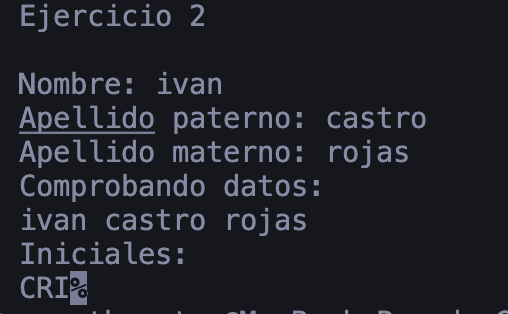 Ejercicio 2
Nombre: ivan
Apellido paterno: castro
Apellido materno: rojas
Comprobando datos:
ivan castro rojas
Iniciales:
CRI%